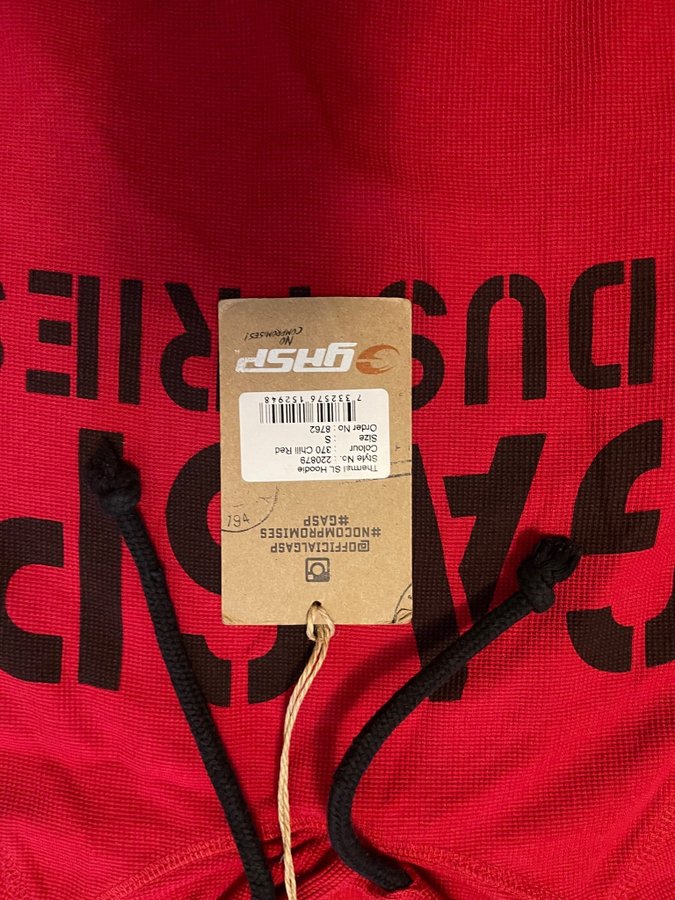 GASP
DUSTRIES
@OFFICIALGASP
#NOCOMPROMISES
#GASP
194
Thermal SL Hoodie
Style No.: 220879
Colour : 370 Chili Red
Size : S
Order No : 8762
7 332576 152948
GASP
NO
COMPROMISES!